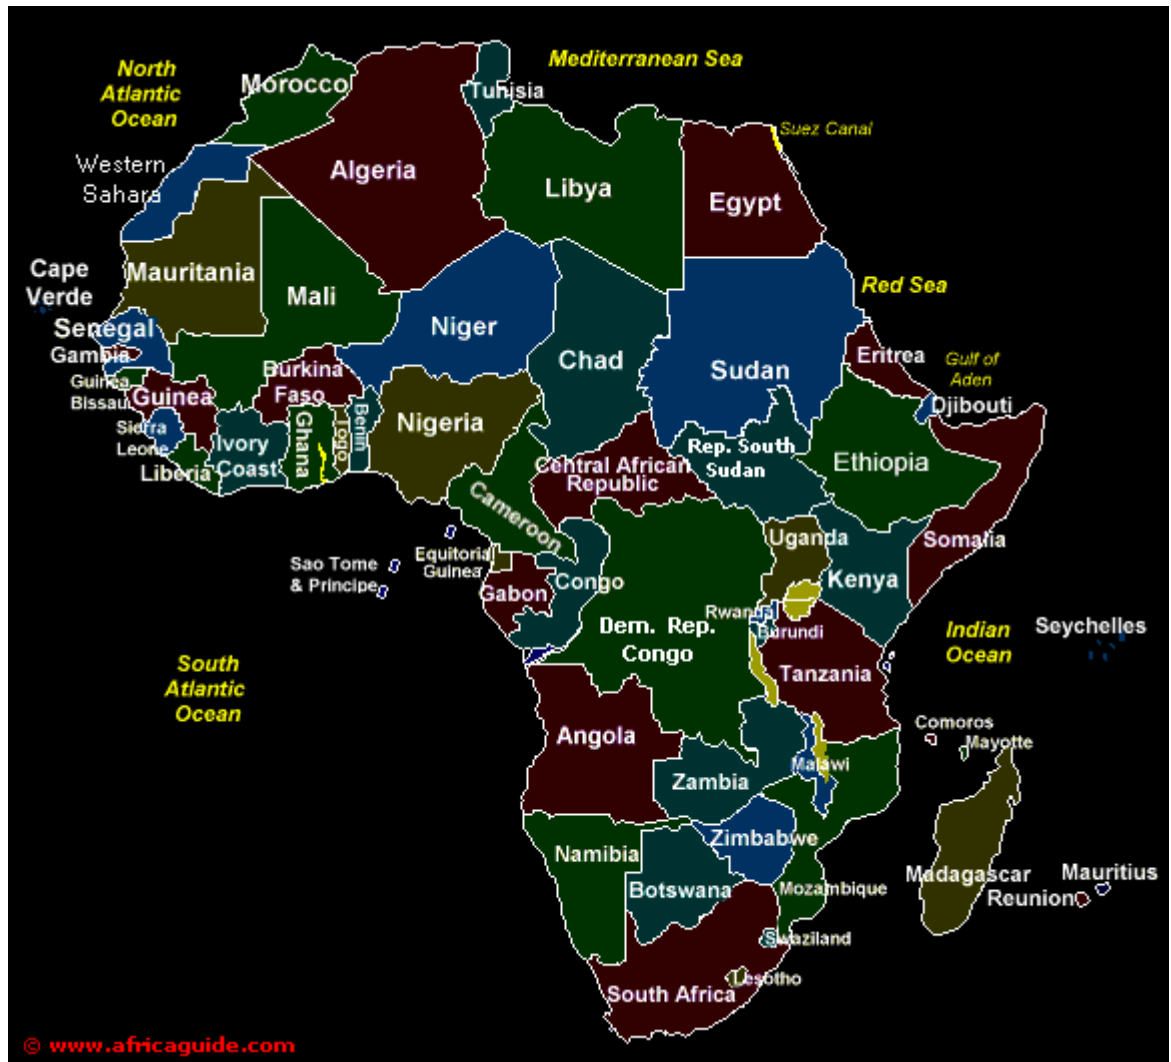 North
Atlantic
Ocean
Mediterranean Sea
Morocco
Tunisia
Suez Canal
Western
Sahara
Algeria
Libya
Egypt
Cape
Verde
Mauritania
Mali
Niger
Chad
Sudan
Red Sea
Senegal
Gambia
Guinea
Bissau
Guinea
Burkina
Faso
Eritrea
Gulf of
Aden
Djibouti
Sierra
Leone
Liberia
Ivory
Coast
Ghana
Togo
Benin
Nigeria
Rep. South
Sudan
Ethiopia
Central African
Republic
Cameroon
Somalia
Sao Tome
& Principe
Equitorial
Guinea
Gabon
Congo
Uganda
Kenya
Rwanda
Burundi
Dem. Rep.
Congo
Tanzania
Indian
Ocean
Seychelles
South
Atlantic
Ocean
Angola
Zambia
Malawi
Comoros
Mayotte
Namibia
Zimbabwe
Botswana
Mozambique
Madagascar
Mauritius
Reunion
Swaziland
Lesotho
South Africa
© www.africaguide.com